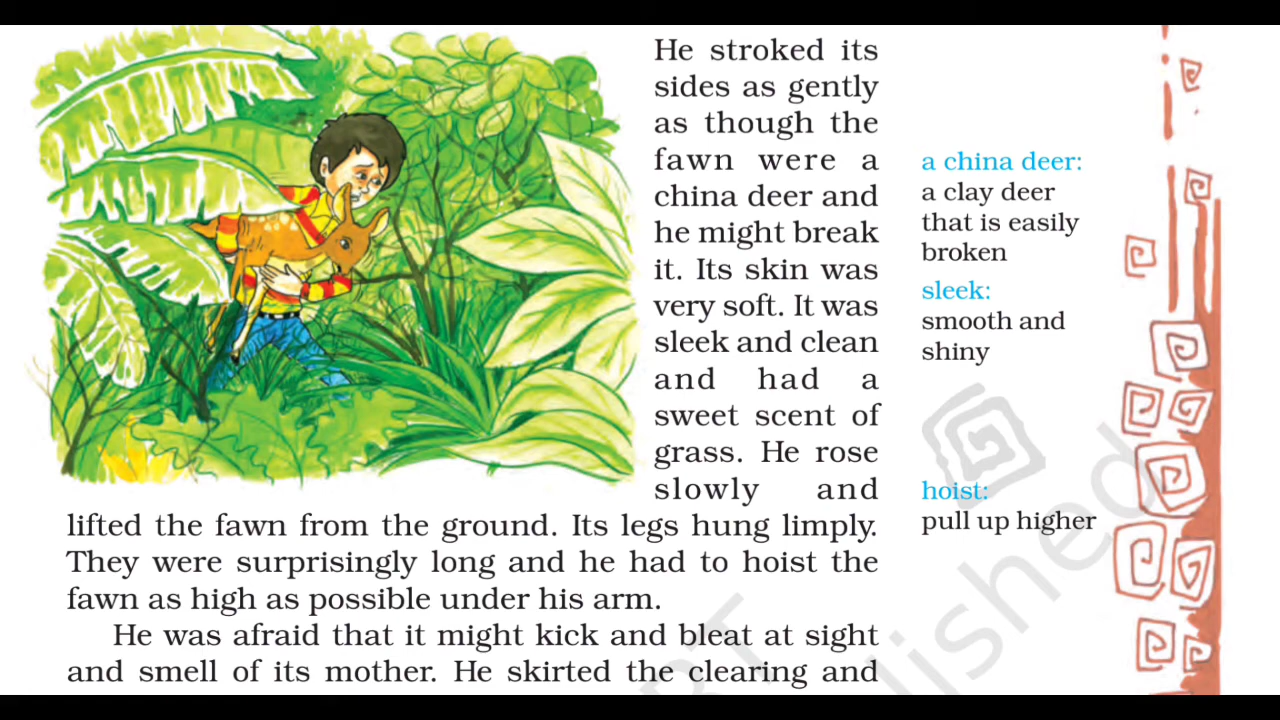 He stroked its
sides as gently
as though the
fawn were a
china deer and
he might break
it. Its skin was
very soft. It was
sleek and clean
and had a
sweet scent of
grass. He rose
slowly and
lifted the fawn from the ground. Its legs hung limply.
They were surprisingly long and he had to hoist the
fawn as high as possible under his arm.
He was afraid that it might kick and bleat at sight
and smell of its mother. He skirted the clearing and
a china deer:
a clay deer
that is easily
broken
sleek:
smooth and
shiny
hoist:
pull up higher